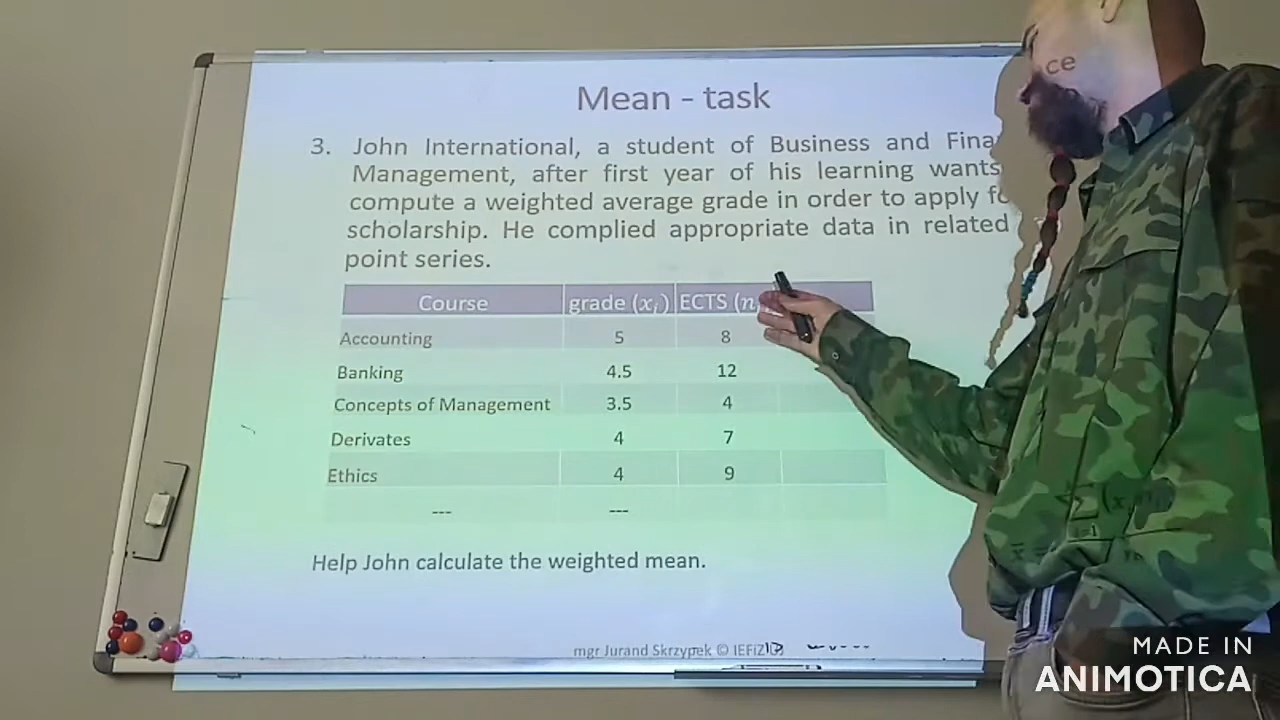 Mean - task
3. John International, a student of Business and Fina
Management, after first year of his learning wants
compute a weighted average grade in order to apply fo
scholarship. He complied appropriate data in related
point series.
Course grade (xᵢ) ECTS (n
Accounting 5 8
Banking 4.5 12
Concepts of Management 3.5 4
Derivates 4 7
Ethics 4 9
--- ---
Help John calculate the weighted mean.
mgr Jurand Skrzypek © IEFiZ
ce
MADE IN
ANIMOTICA